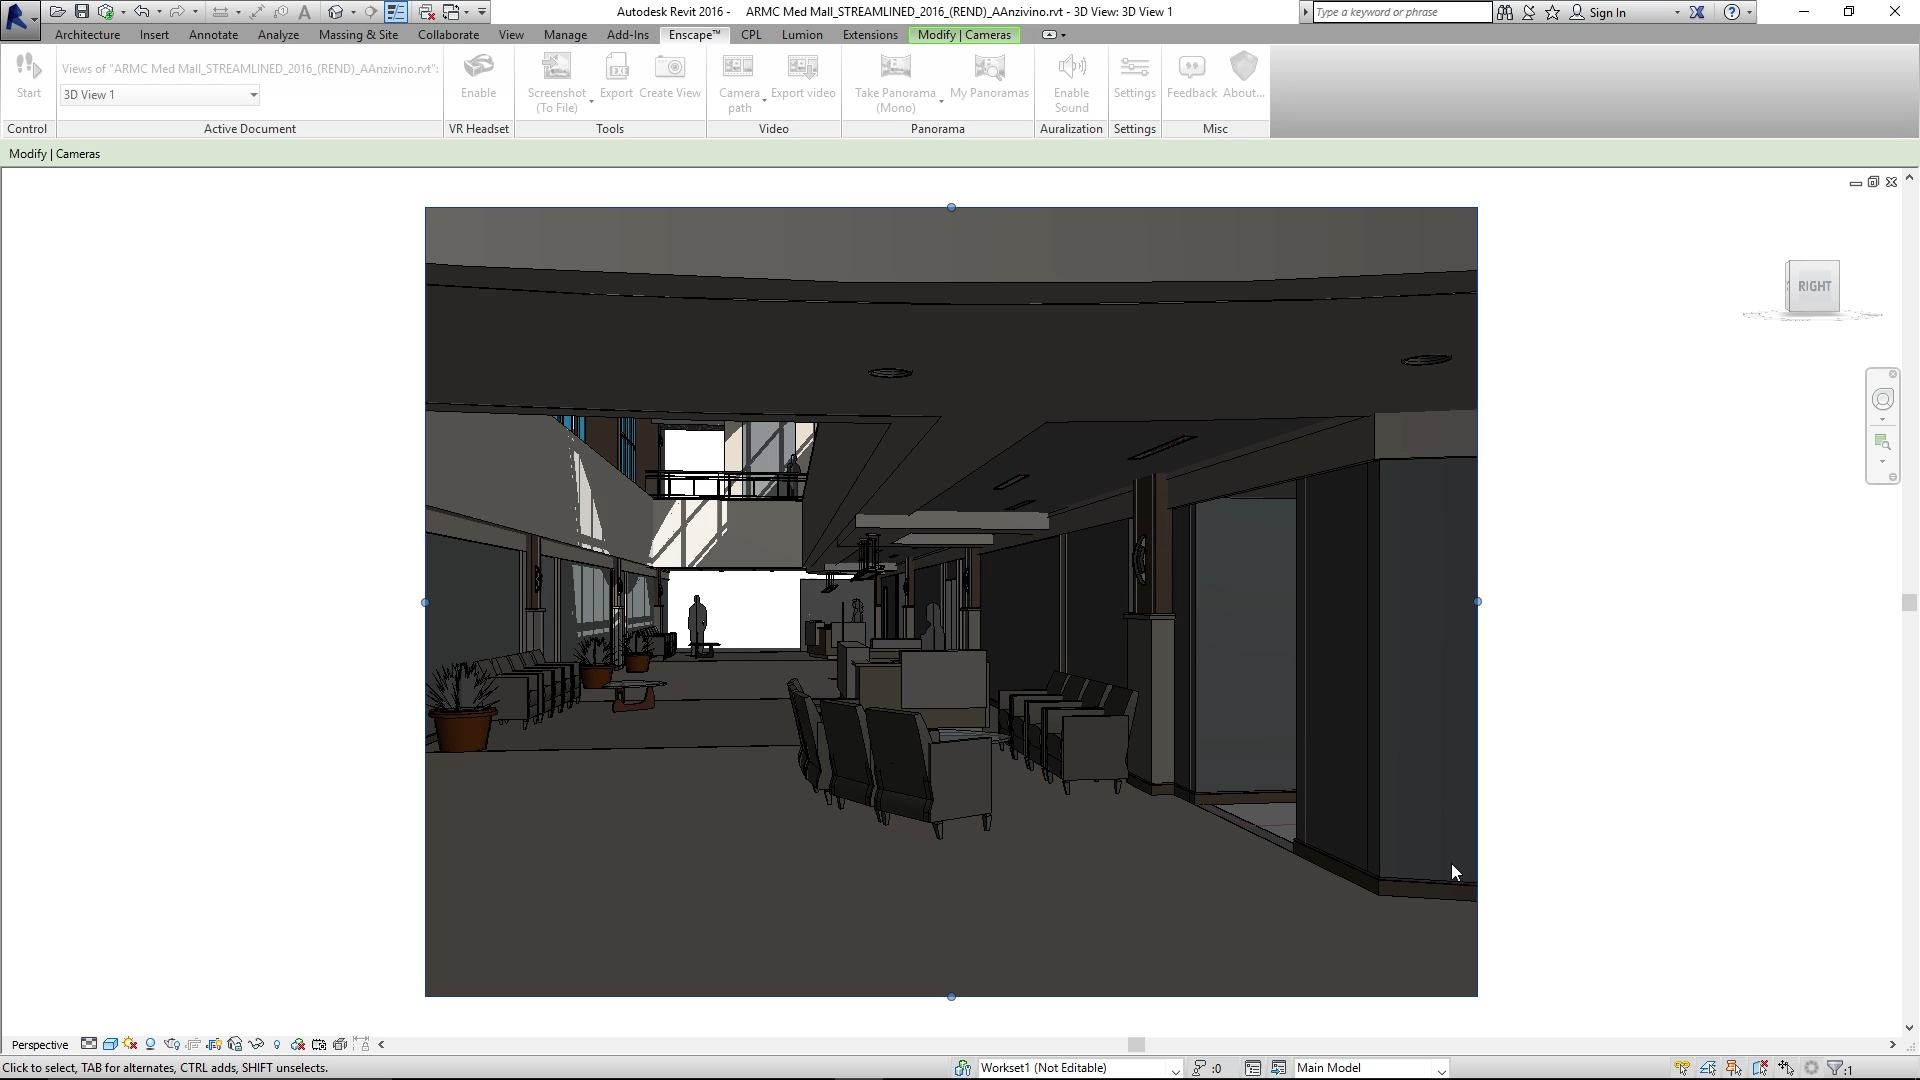 Autodesk Revit 2016 - ARMC Med Mall_STREAMLINED_2016_(REND)_AAnzivino.rvt - 3D View: 3D View 1
Type a keyword or phrase
Sign In
Architecture Insert Annotate Analyze Massing & Site Collaborate View Manage Add-Ins Enscape™ CPL Lumion Extensions Modify | Cameras
Views of "ARMC Med Mall_STREAMLINED_2016_(REND)_AAnzivino.rvt":
3D View 1
Start
Enable
Screenshot
(To File)
Export
Create View
Camera
path
Export video
Take Panorama
(Mono)
My Panoramas
Enable
Sound
Settings
Feedback
About...
Control Active Document VR Headset Tools Video Panorama Auralization Settings Misc
Modify | Cameras
RIGHT
Perspective
Click to select, TAB for alternates, CTRL adds, SHIFT unselects.
Workset1 (Not Editable)
:0
Main Model
:1